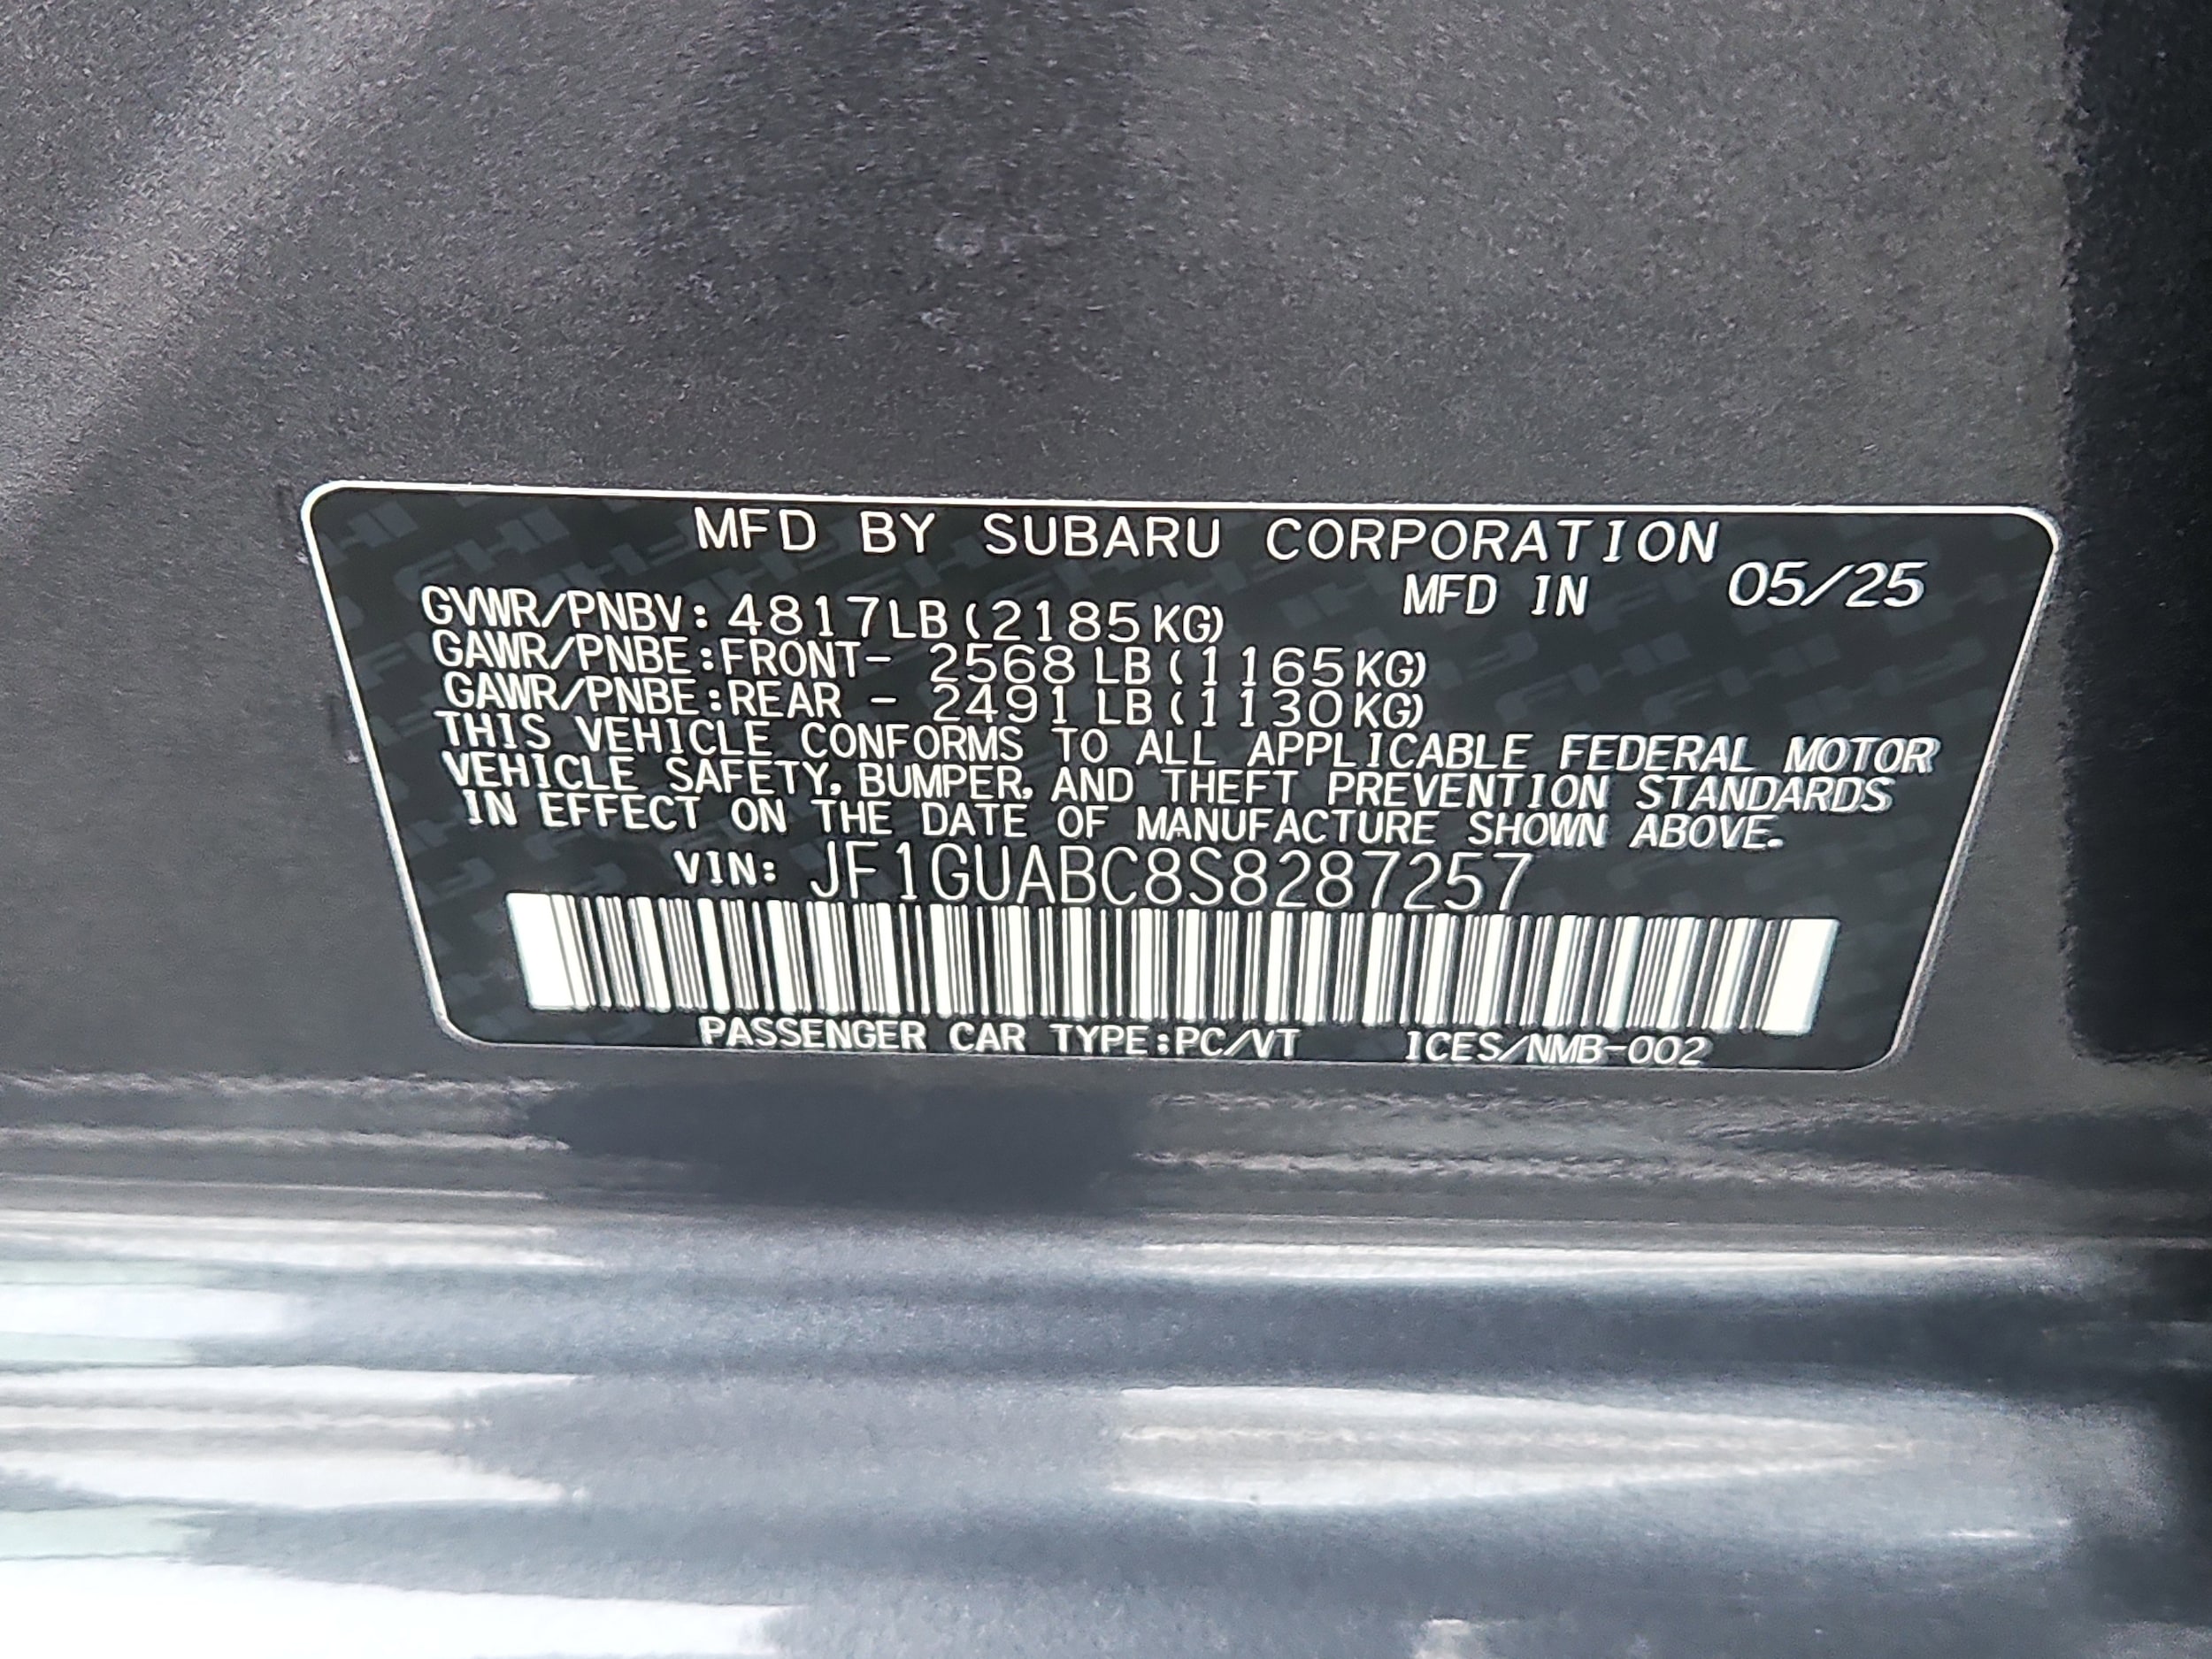 MFD BY SUBARU CORPORATION
MFD IN 05/25
GVWR/PNBV: 4817LB (2185KG)
GAWR/PNBE:FRONT- 2568 LB (1165KG)
GAWR/PNBE:REAR - 2491 LB (1130KG)
THIS VEHICLE CONFORMS TO ALL APPLICABLE FEDERAL MOTOR
VEHICLE SAFETY, BUMPER, AND THEFT PREVENTION STANDARDS
IN EFFECT ON THE DATE OF MANUFACTURE SHOWN ABOVE.
VIN: JF1GUABC8S8287257
PASSENGER CAR TYPE:PC/VT ICES/NMB-002